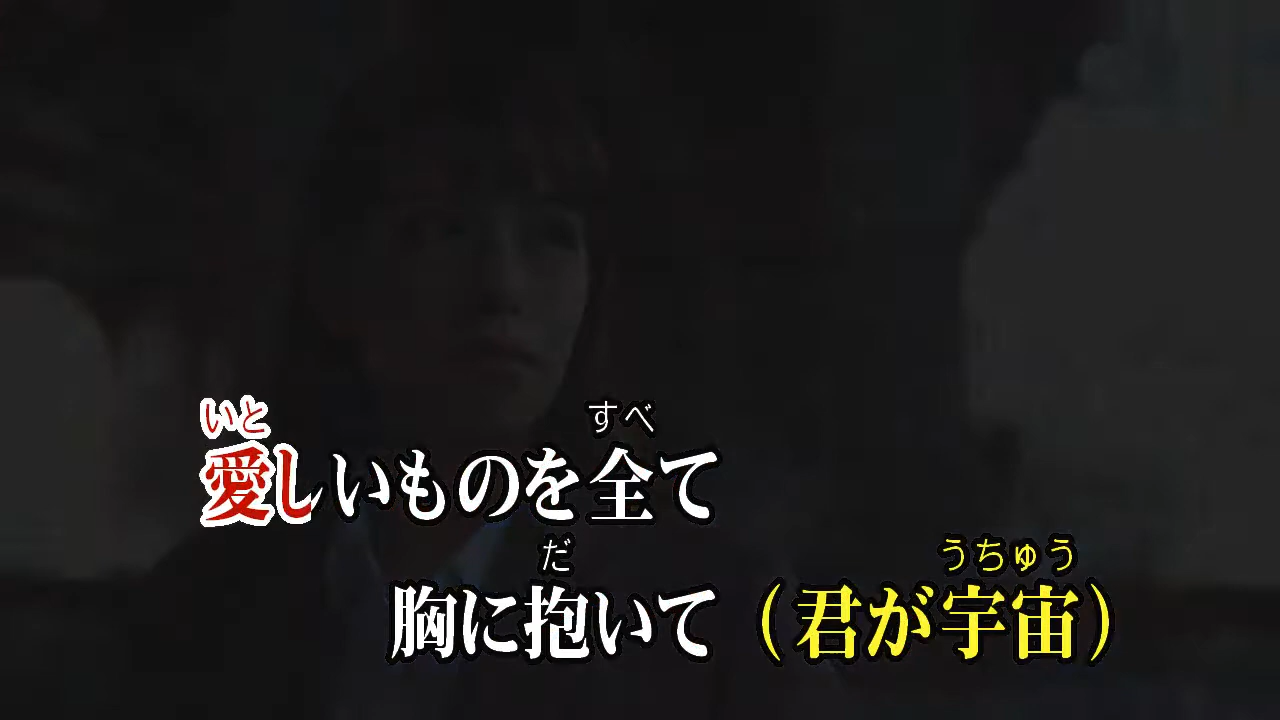 いと すべ
愛しいものを全て
だ うちゅう
胸に抱いて（君が宇宙）